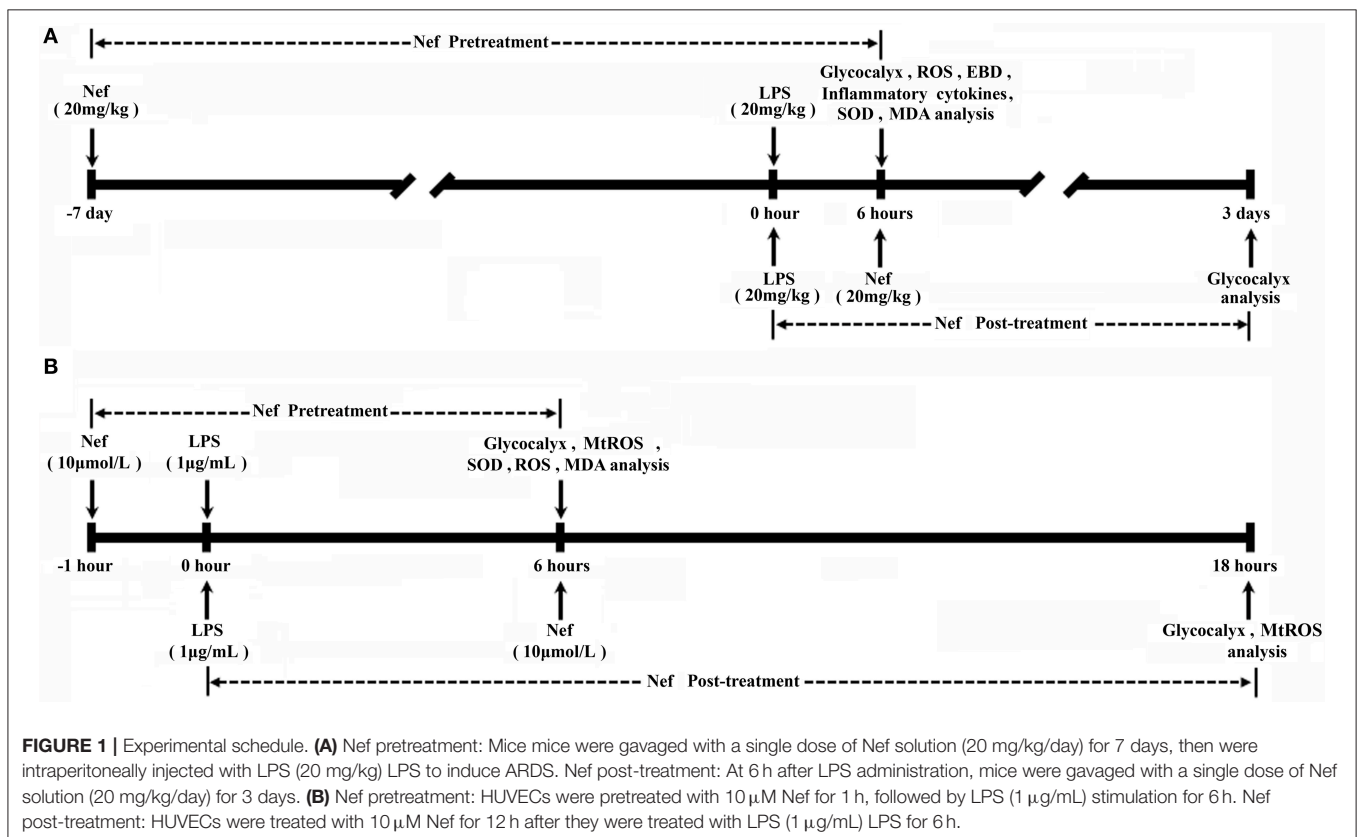 A
Nef Pretreatment
Nef
( 20mg/kg )
LPS
( 20mg/kg )
Glycocalyx , ROS , EBD ,
Inflammatory cytokines,
SOD , MDA analysis
-7 day
0 hour
6 hours
3 days
LPS
( 20mg/kg )
Nef
( 20mg/kg )
Glycocalyx
analysis
Nef Post-treatment
B
Nef Pretreatment
Nef
( 10μmol/L )
LPS
( 1μg/mL )
Glycocalyx , MtROS ,
SOD , ROS , MDA analysis
-1 hour
0 hour
6 hours
18 hours
LPS
( 1μg/mL )
Nef
( 10μmol/L )
Glycocalyx , MtROS
analysis
Nef Post-treatment
FIGURE 1 | Experimental schedule. (A) Nef pretreatment: Mice mice were gavaged with a single dose of Nef solution (20 mg/kg/day) for 7 days, then were
intraperitoneally injected with LPS (20 mg/kg) LPS to induce ARDS. Nef post-treatment: At 6 h after LPS administration, mice were gavaged with a single dose of Nef
solution (20 mg/kg/day) for 3 days. (B) Nef pretreatment: HUVECs were pretreated with 10 μM Nef for 1 h, followed by LPS (1 μg/mL) stimulation for 6 h. Nef
post-treatment: HUVECs were treated with 10 μM Nef for 12 h after they were treated with LPS (1 μg/mL) LPS for 6 h.